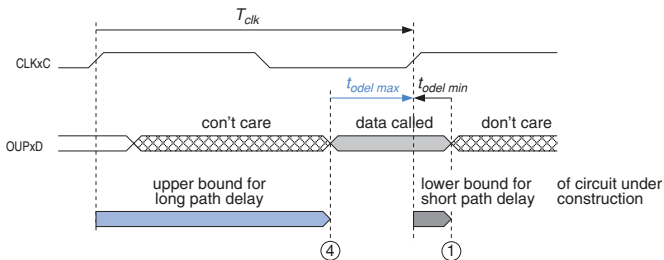 T_clk
CLKxC
t_odel max t_odel min
con't care data called don't care
OUPxD
upper bound for lower bound for of circuit under
long path delay short path delay construction
4 1